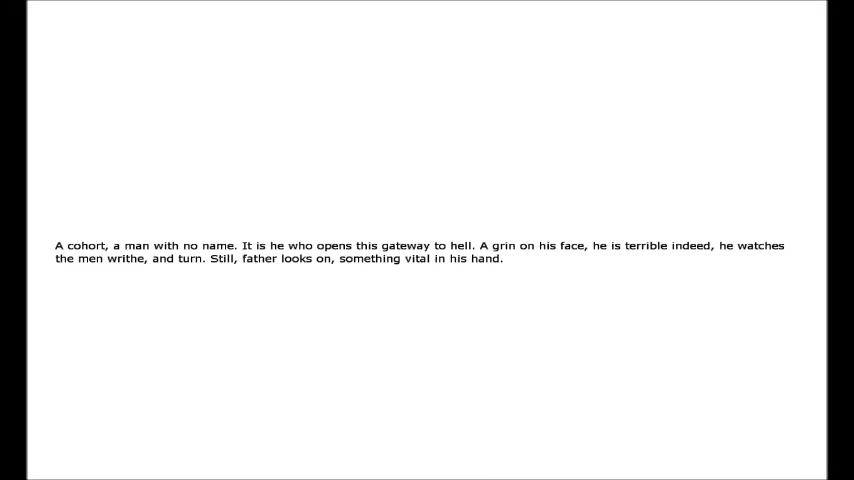 A cohort, a man with no name. It is he who opens this gateway to hell. A grin on his face, he is terrible indeed, he watches
the men writhe, and turn. Still, father looks on, something vital in his hand.